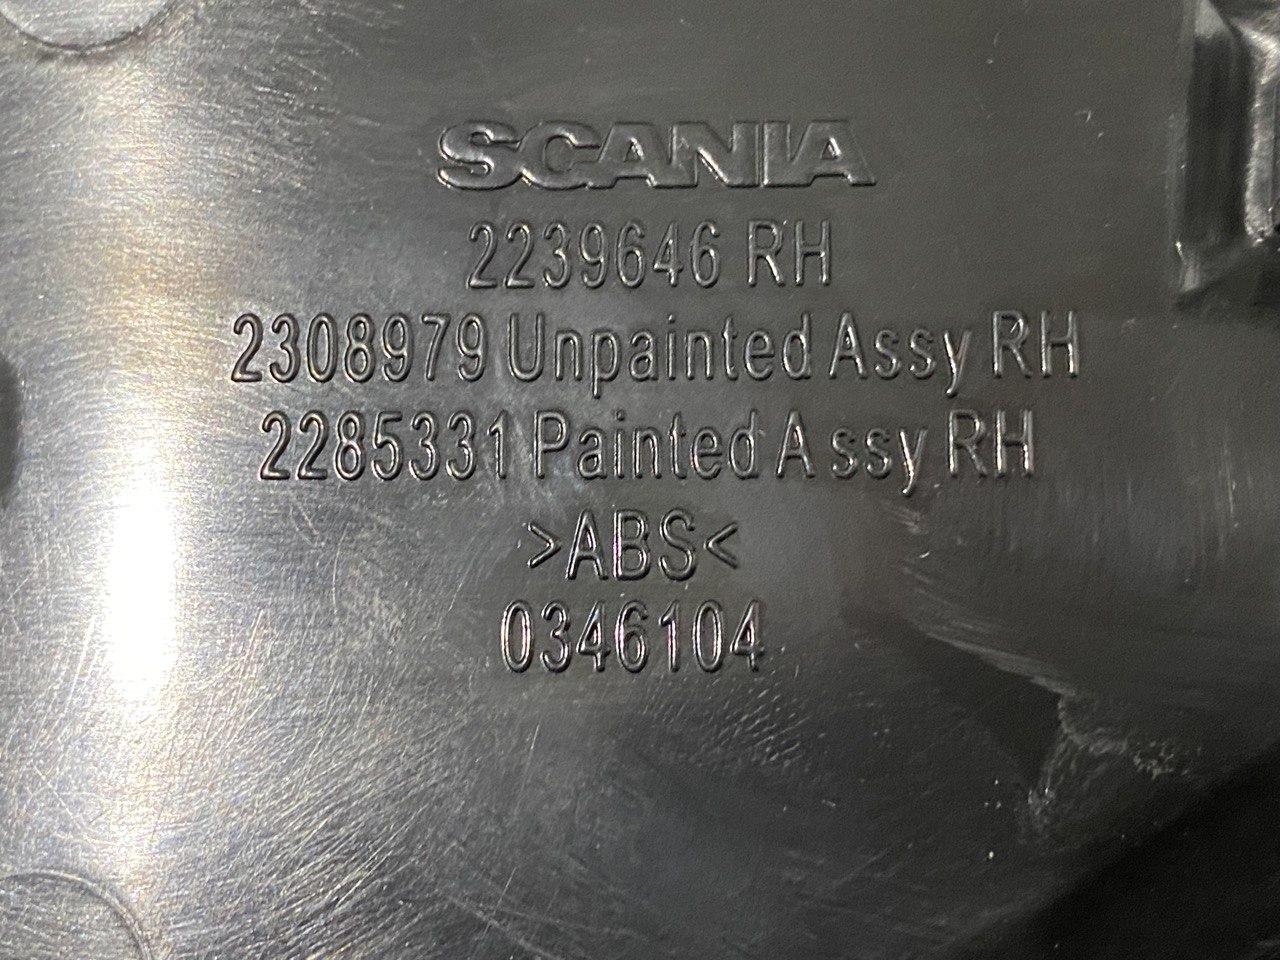 SCANIA
2239646 RH
2308979 Unpainted Assy RH
2285331 Painted Assy RH
>ABS<
0346104